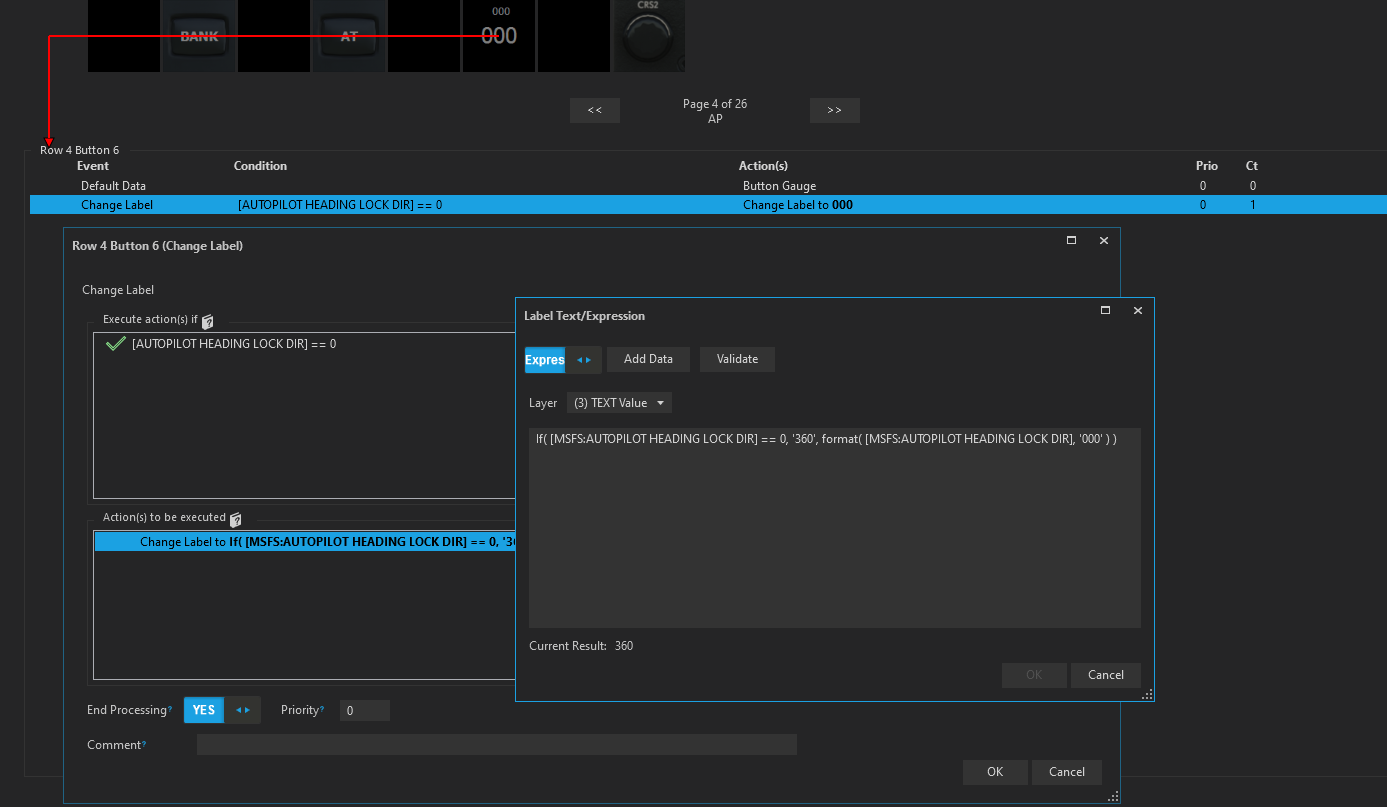 CRS2
000
BANK
AT
000
<<
Page 4 of 26
AP
>>
Row 4 Button 6
Event Condition Action(s) Prio Ct
Default Data Button Gauge 0 0
Change Label [AUTOPILOT HEADING LOCK DIR] == 0 Change Label to 000 0 1
Row 4 Button 6 (Change Label)
Change Label
Execute action(s) if ?
[AUTOPILOT HEADING LOCK DIR] == 0
Action(s) to be executed ?
Change Label to If( [MSFS:AUTOPILOT HEADING LOCK DIR] == 0, '36
End Processing? YES Priority? 0
Comment?
OK Cancel
Label Text/Expression
Expres Add Data Validate
Layer (3) TEXT Value
If( [MSFS:AUTOPILOT HEADING LOCK DIR] == 0, '360', format( [MSFS:AUTOPILOT HEADING LOCK DIR], '000' ) )
Current Result: 360
OK Cancel